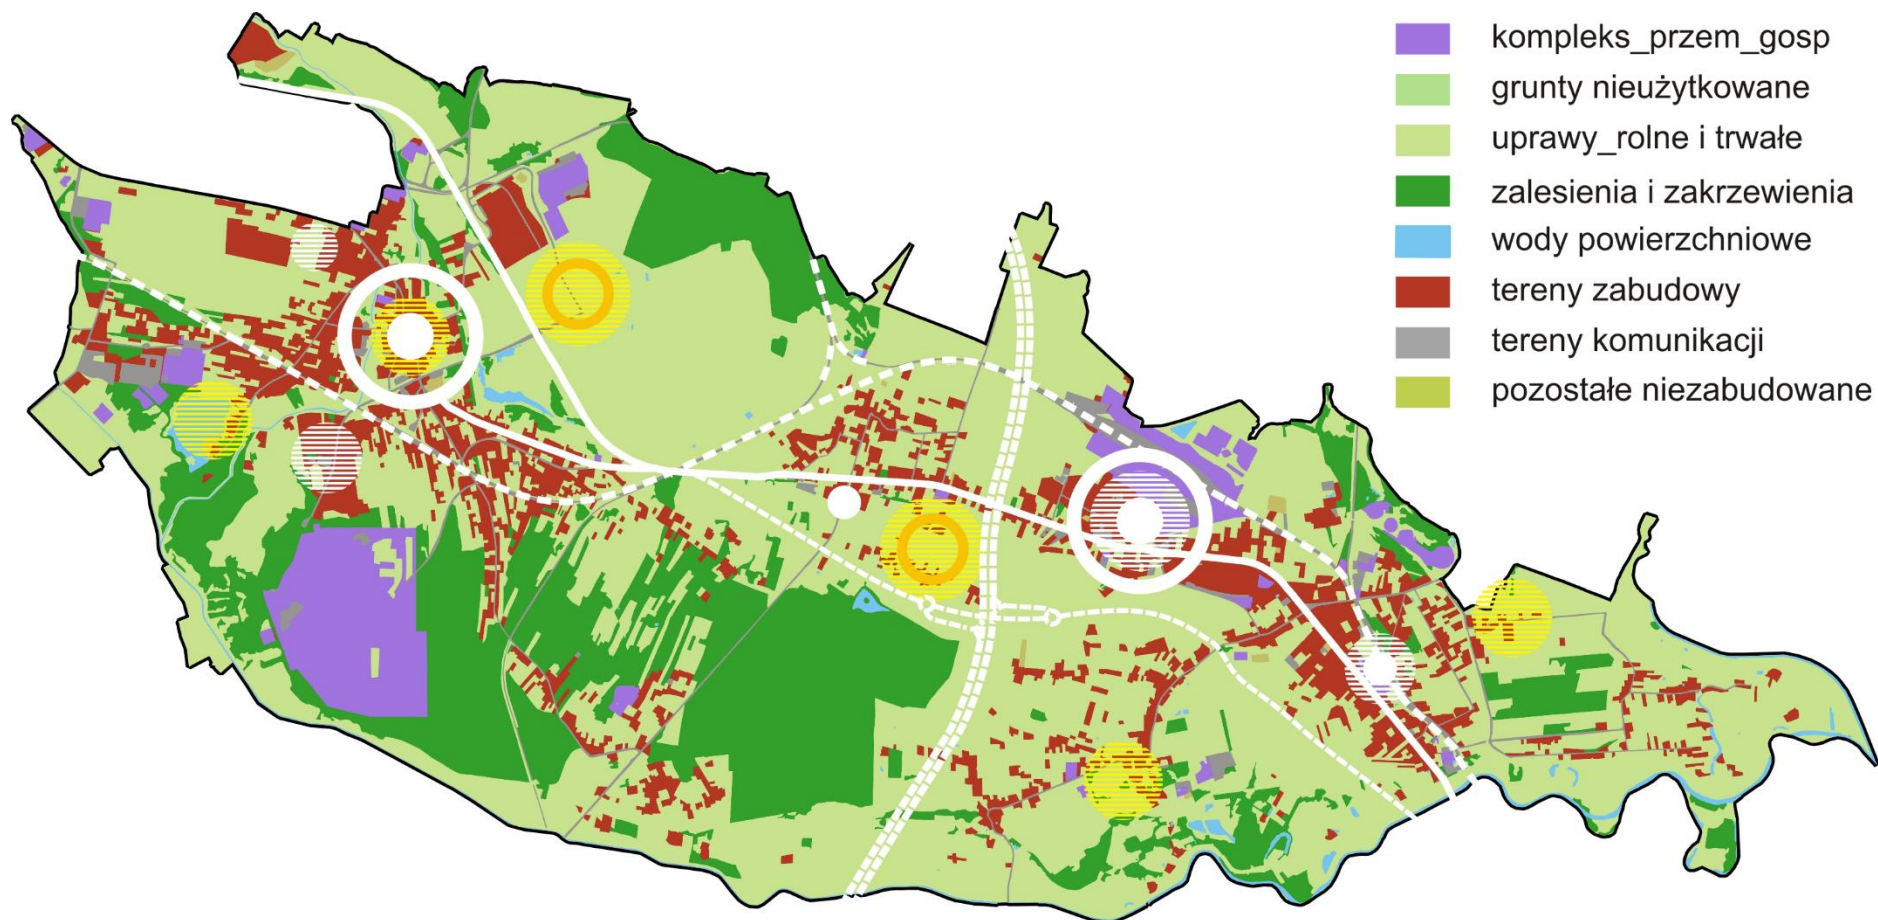 kompleks_przem_gosp
grunty nieużytkowane
uprawy_rolne i trwałe
zalesienia i zakrzewienia
wody powierzchniowe
tereny zabudowy
tereny komunikacji
pozostałe niezabudowane